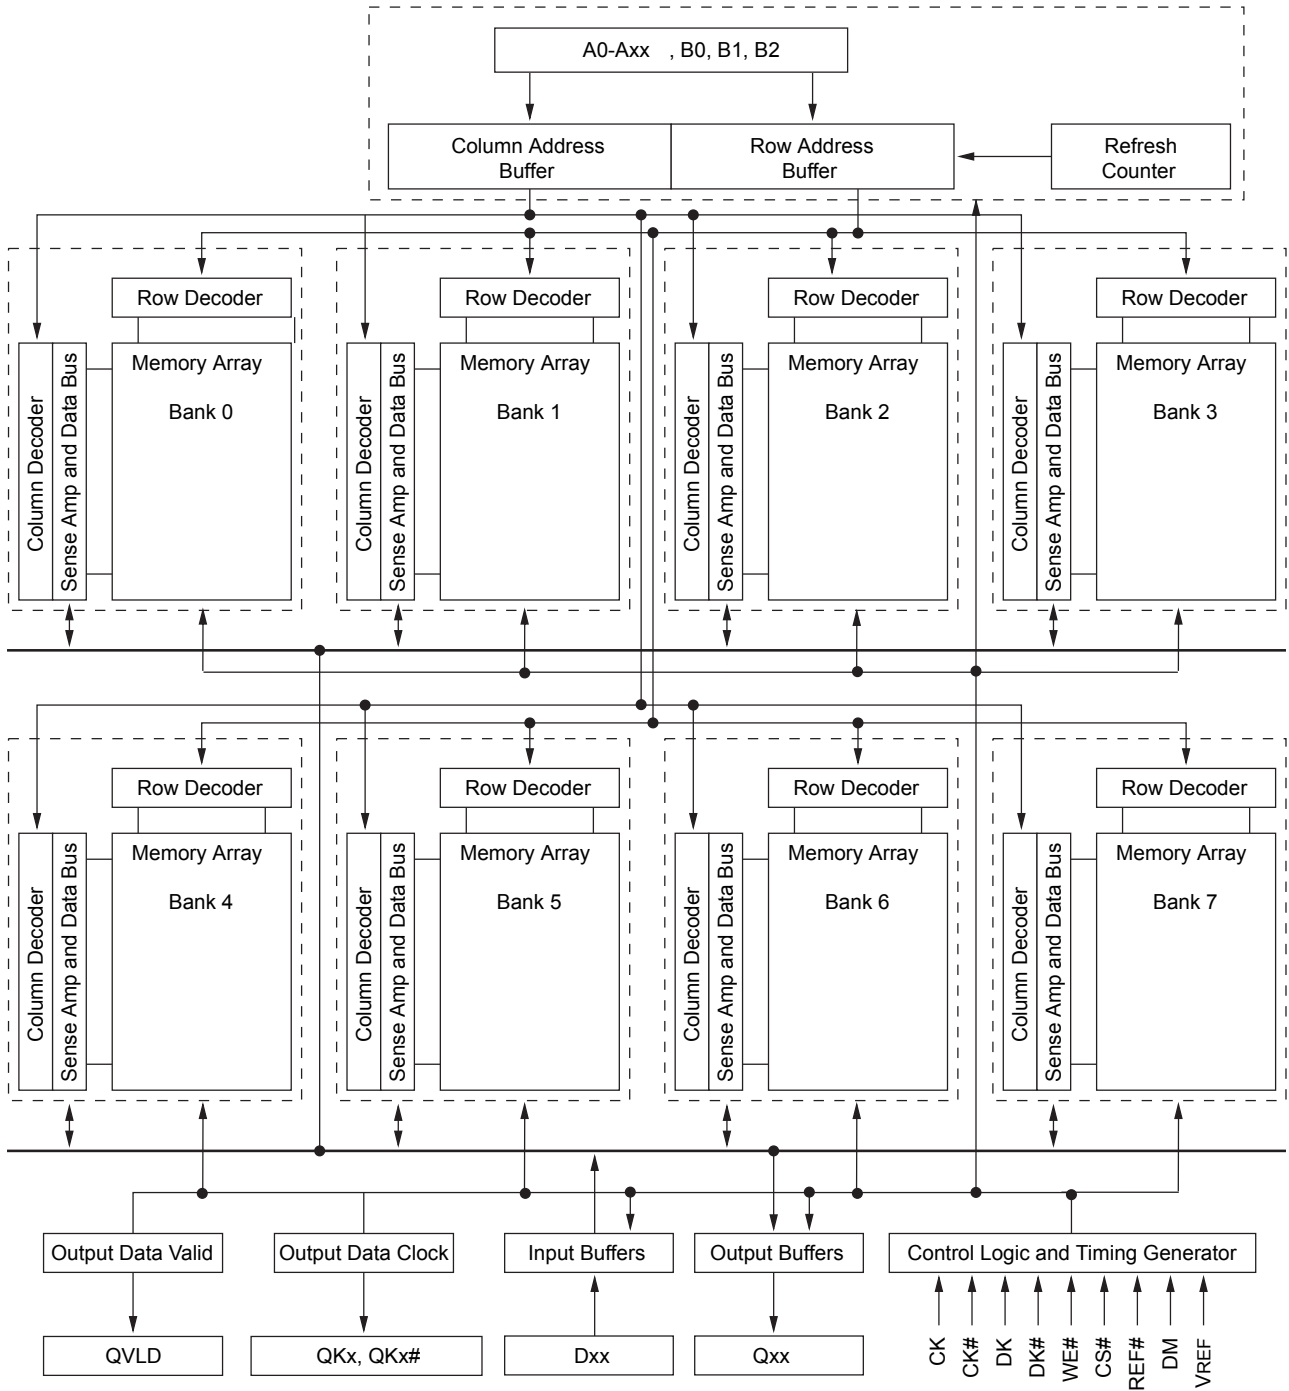 A0-Axx , B0, B1, B2
Column Address
Buffer
Row Address
Buffer
Refresh
Counter
Row Decoder
Row Decoder
Row Decoder
Row Decoder
Column Decoder
Sense Amp and Data Bus
Memory Array
Bank 0
Column Decoder
Sense Amp and Data Bus
Memory Array
Bank 1
Column Decoder
Sense Amp and Data Bus
Memory Array
Bank 2
Column Decoder
Sense Amp and Data Bus
Memory Array
Bank 3
Row Decoder
Row Decoder
Row Decoder
Row Decoder
Column Decoder
Sense Amp and Data Bus
Memory Array
Bank 4
Column Decoder
Sense Amp and Data Bus
Memory Array
Bank 5
Column Decoder
Sense Amp and Data Bus
Memory Array
Bank 6
Column Decoder
Sense Amp and Data Bus
Memory Array
Bank 7
Output Data Valid
Output Data Clock
Input Buffers
Output Buffers
Control Logic and Timing Generator
QVLD
QKx, QKx#
Dxx
Qxx
CK
CK#
DK
DK#
WE#
CS#
REF#
DM
VREF